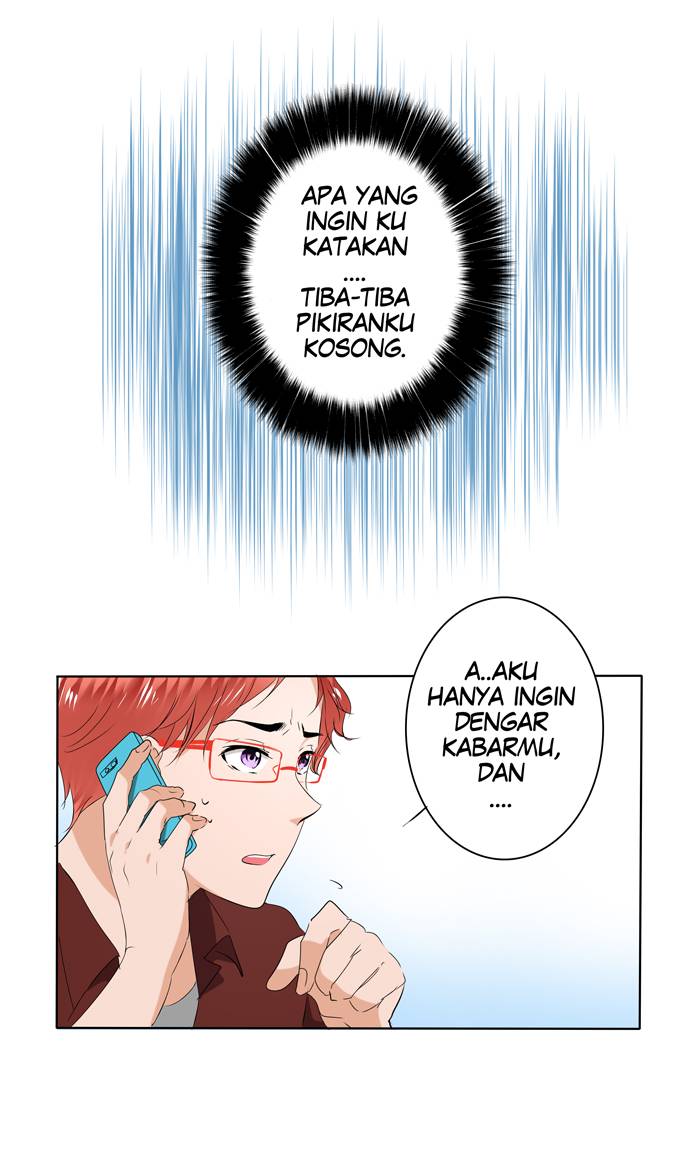 APA YANG
INGIN KU
KATAKAN
....
TIBA-TIBA
PIKIRANKU
KOSONG.
A..AKU
HANYA INGIN
DENGAR
KABARMU,
DAN
....